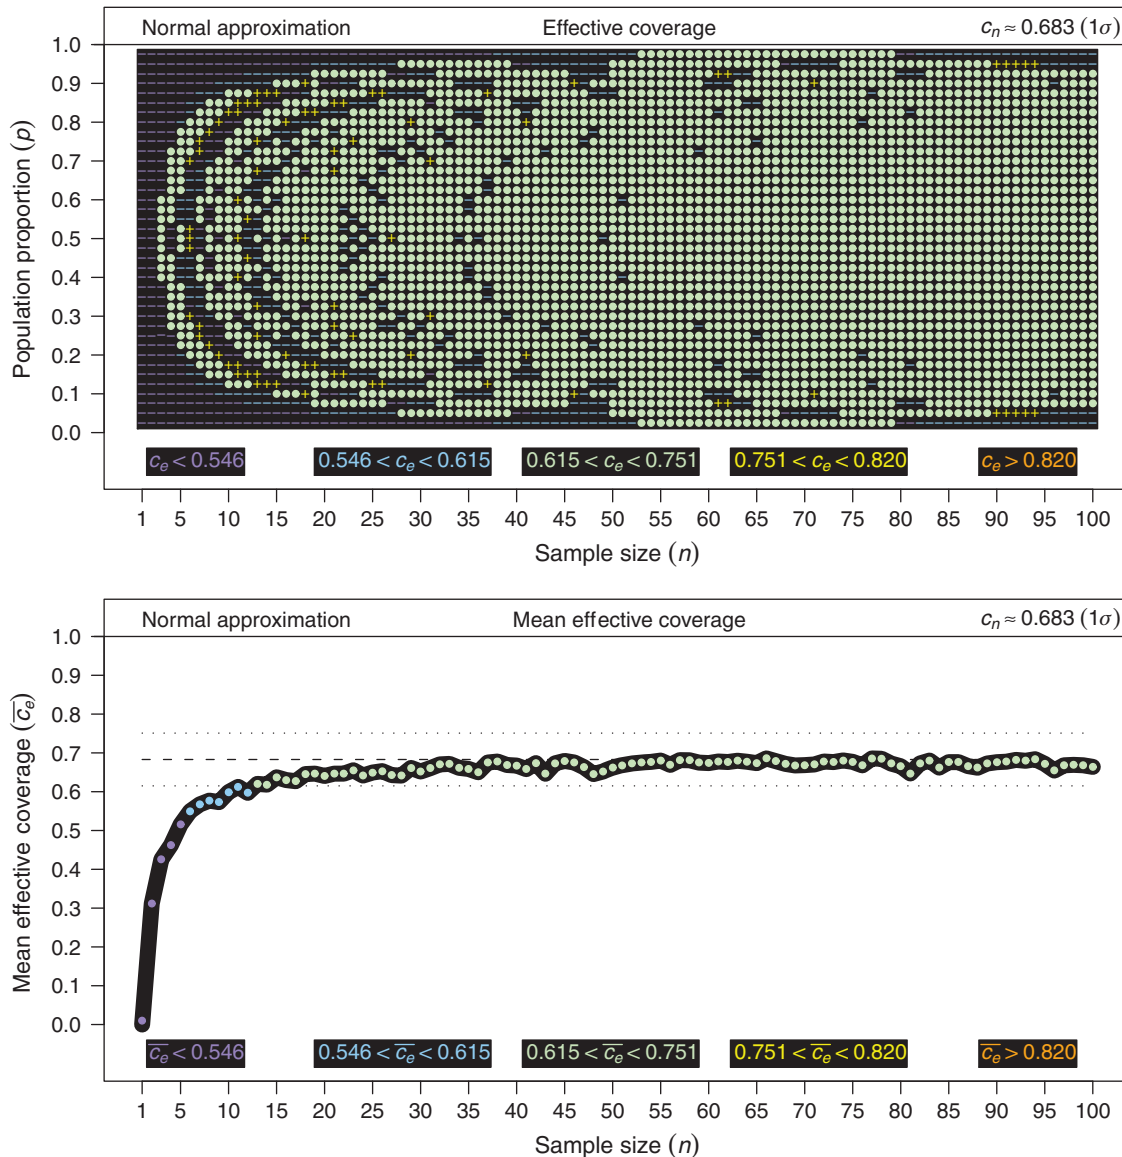 Normal approximation Effective coverage cₙ ≈ 0.683 (1σ)
1.0
0.9
0.8
0.7
0.6
0.5
0.4
0.3
0.2
0.1
0.0
Population proportion (p)
cₑ < 0.546 0.546 < cₑ < 0.615 0.615 < cₑ < 0.751 0.751 < cₑ < 0.820 cₑ > 0.820
1 5 10 15 20 25 30 35 40 45 50 55 60 65 70 75 80 85 90 95 100
Sample size (n)
Normal approximation Mean effective coverage cₙ ≈ 0.683 (1σ)
1.0
0.9
0.8
0.7
0.6
0.5
0.4
0.3
0.2
0.1
0.0
Mean effective coverage (c̅ₑ)
c̅ₑ < 0.546 0.546 < c̅ₑ < 0.615 0.615 < c̅ₑ < 0.751 0.751 < c̅ₑ < 0.820 c̅ₑ > 0.820
1 5 10 15 20 25 30 35 40 45 50 55 60 65 70 75 80 85 90 95 100
Sample size (n)